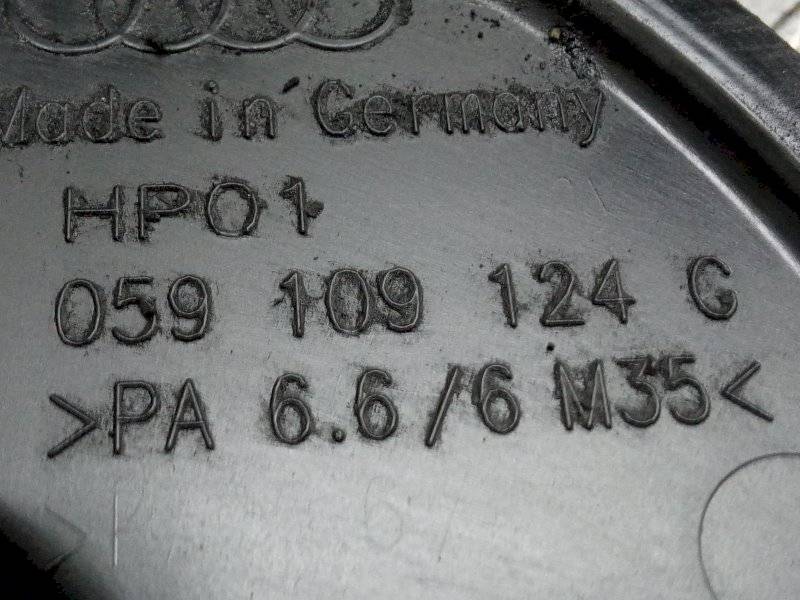 Made in Germany
HP01
059 109 124 C
>PA 6.6/6 M35<